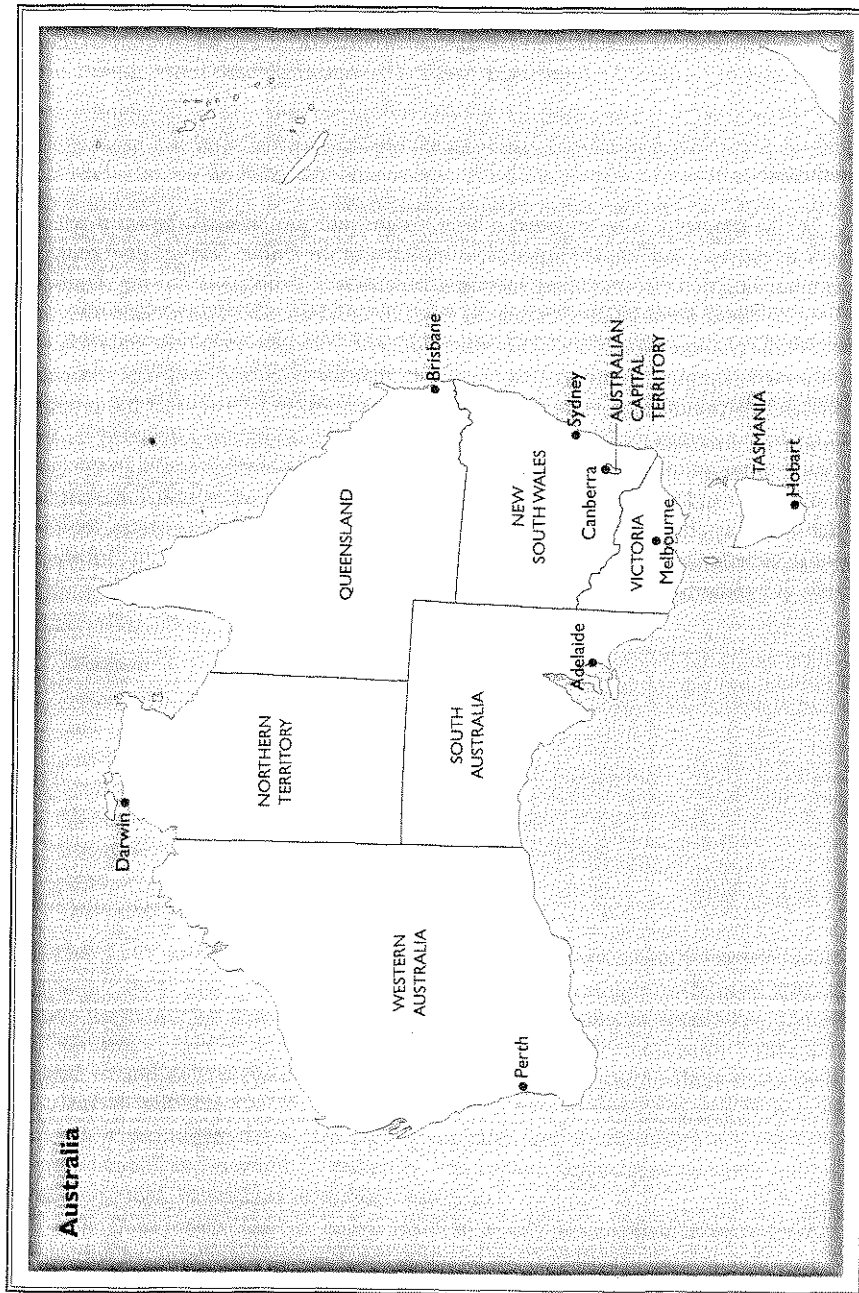 Australia
Darwin
NORTHERN
TERRITORY
QUEENSLAND
WESTERN
AUSTRALIA
SOUTH
AUSTRALIA
Brisbane
NEW
SOUTH WALES
Perth
Adelaide
Sydney
Canberra
AUSTRALIAN
CAPITAL
TERRITORY
VICTORIA
Melbourne
TASMANIA
Hobart